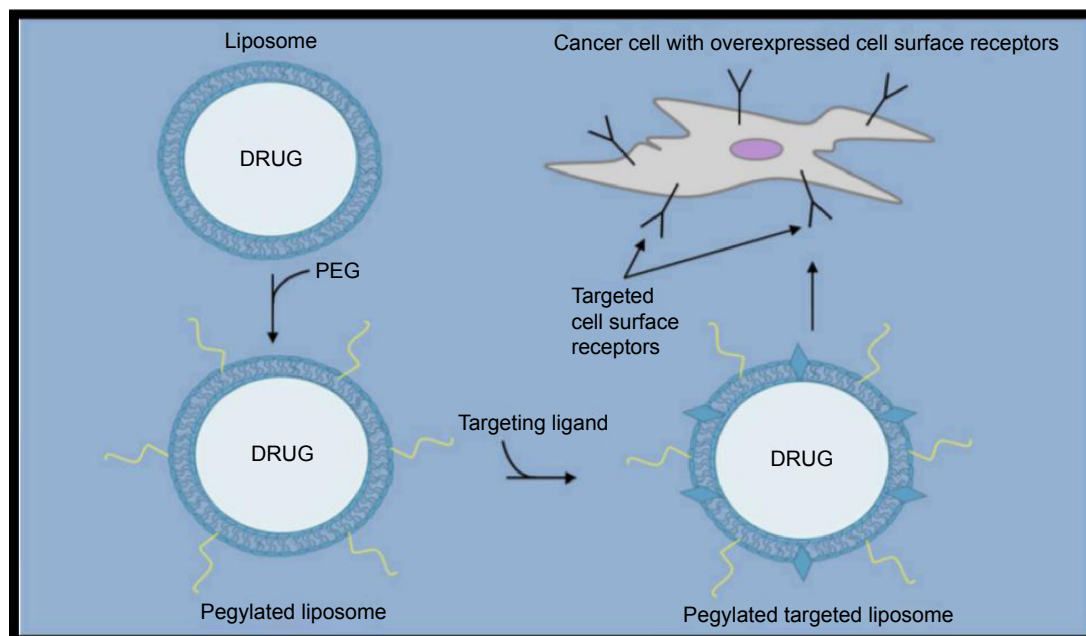 Liposome
DRUG
PEG
DRUG
Pegylated liposome
Targeting ligand
DRUG
Pegylated targeted liposome
Cancer cell with overexpressed cell surface receptors
Targeted
cell surface
receptors